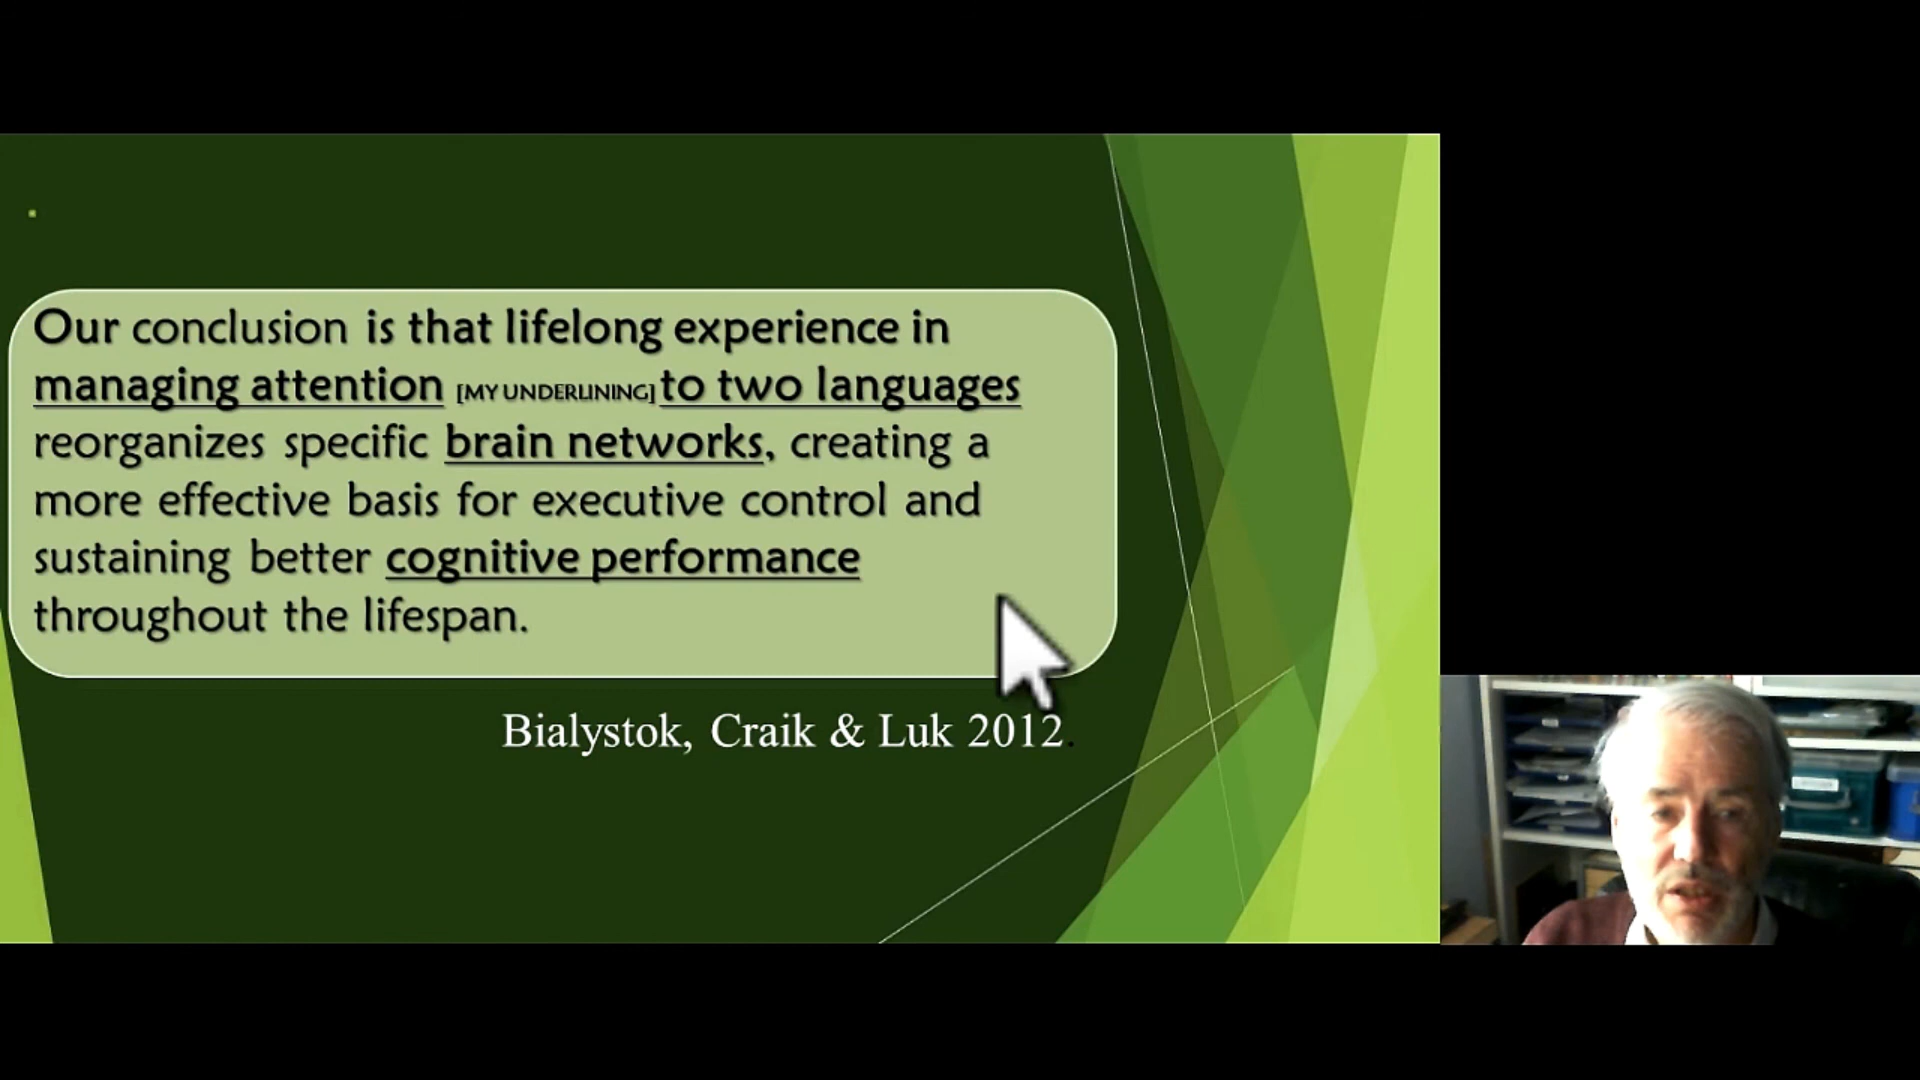 Our conclusion is that lifelong experience in
managing attention [MY UNDERLINING] to two languages
reorganizes specific brain networks, creating a
more effective basis for executive control and
sustaining better cognitive performance
throughout the lifespan.
Bialystok, Craik & Luk 2012.